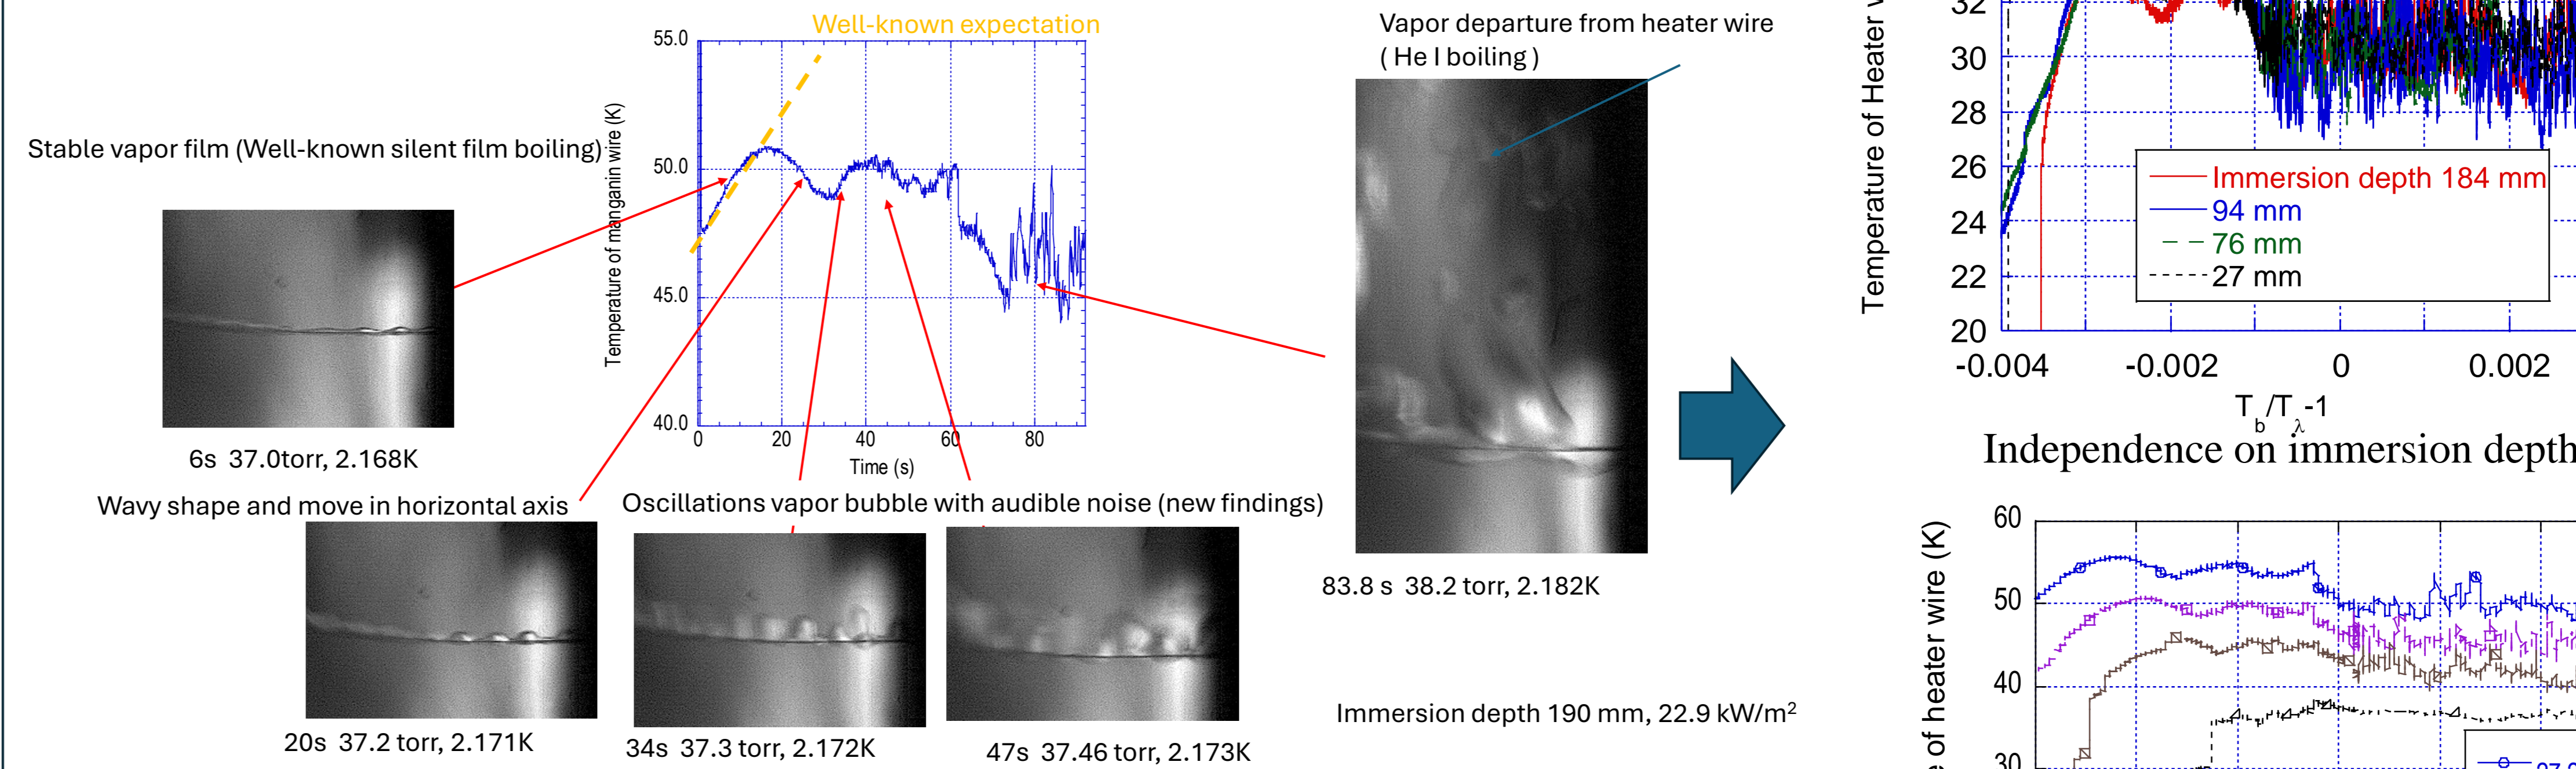 Well-known expectation
55.0
50.0
45.0
40.0
0 20 40 60 80
Time (s)
Temperature of manganin wire (K)
Stable vapor film (Well-known silent film boiling)
6s 37.0torr, 2.168K
Wavy shape and move in horizontal axis
20s 37.2 torr, 2.171K
Oscillations vapor bubble with audible noise (new findings)
34s 37.3 torr, 2.172K
47s 37.46 torr, 2.173K
Vapor departure from heater wire
( He I boiling )
83.8 s 38.2 torr, 2.182K
Immersion depth 190 mm, 22.9 kW/m²
Temperature of Heater
32
30
28
26
24
22
20
-0.004 -0.002 0 0.002
Immersion depth 184 mm
94 mm
76 mm
27 mm
Tb/Tλ-1
Independence on immersion depth
of heater wire (K)
60
50
40
30